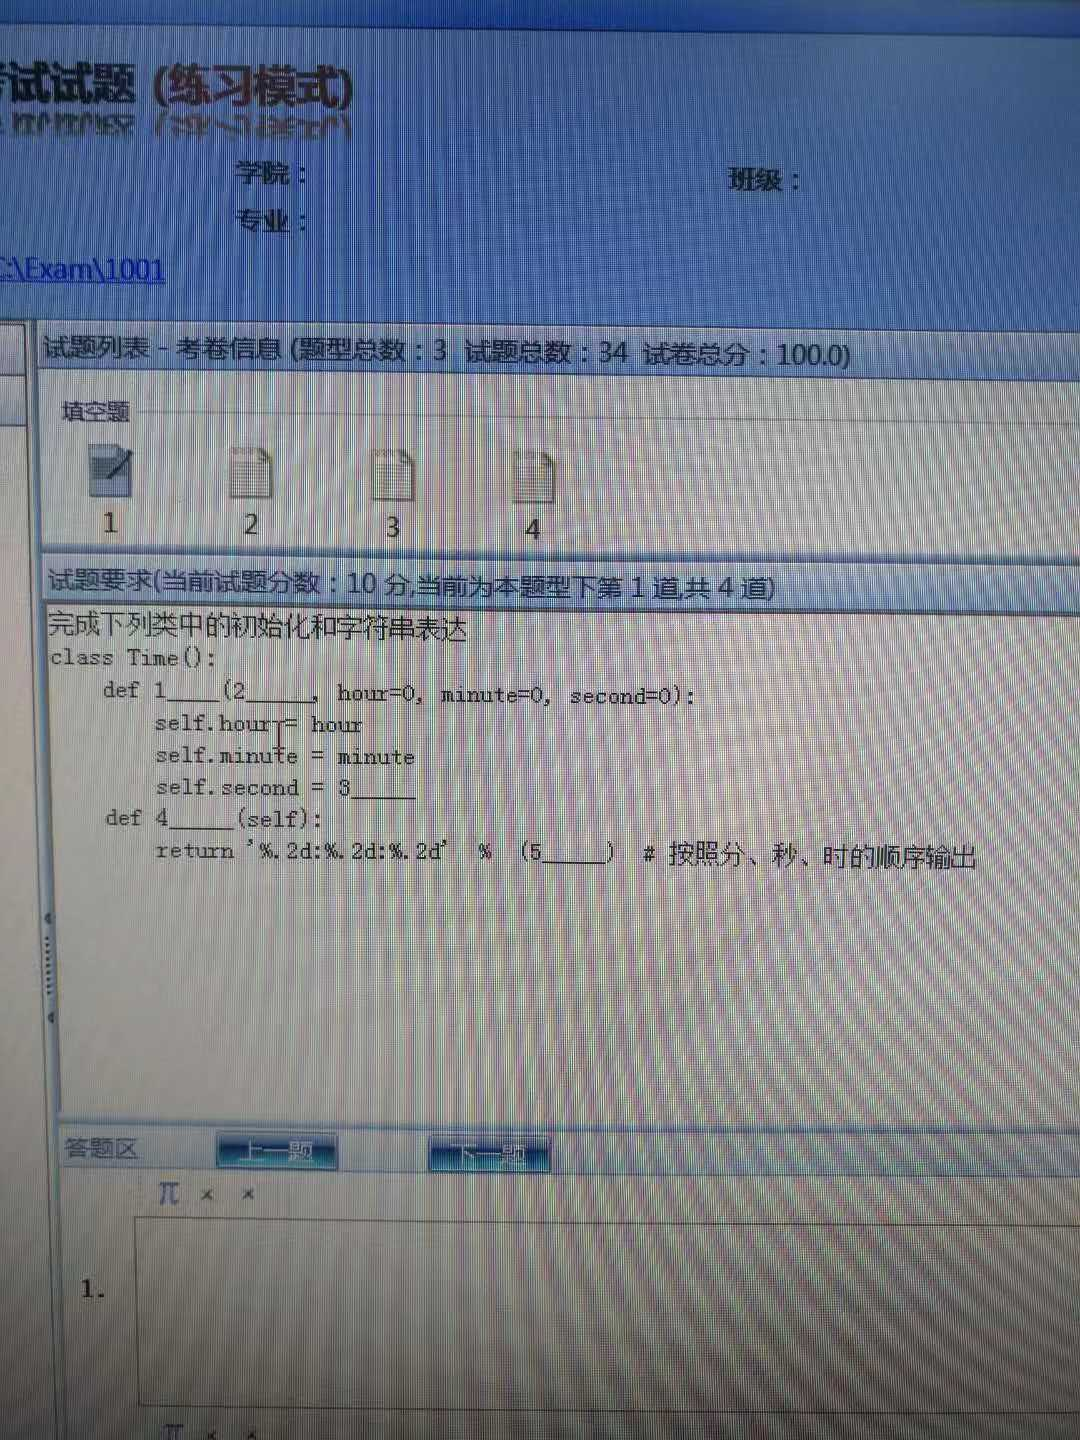 试试题 (练习模式)
学院： 班级：
专业：
C:\Exam\1001
试题列表 - 考卷信息 (题型总数：3 试题总数：34 试卷总分：100.0)
填空题
1 2 3 4
试题要求(当前试题分数：10 分,当前为本题型下第 1 道,共 4 道)
完成下列类中的初始化和字符串表达
class Time():
def 1____(2_____, hour=0, minute=0, second=0):
self.hour = hour
self.minute = minute
self.second = 3_____
def 4_____(self):
return '%.2d:%.2d:%.2d' % (5_____) # 按照分、秒、时的顺序输出
答题区 上一题 下一题
π × ×
1.
π × ×